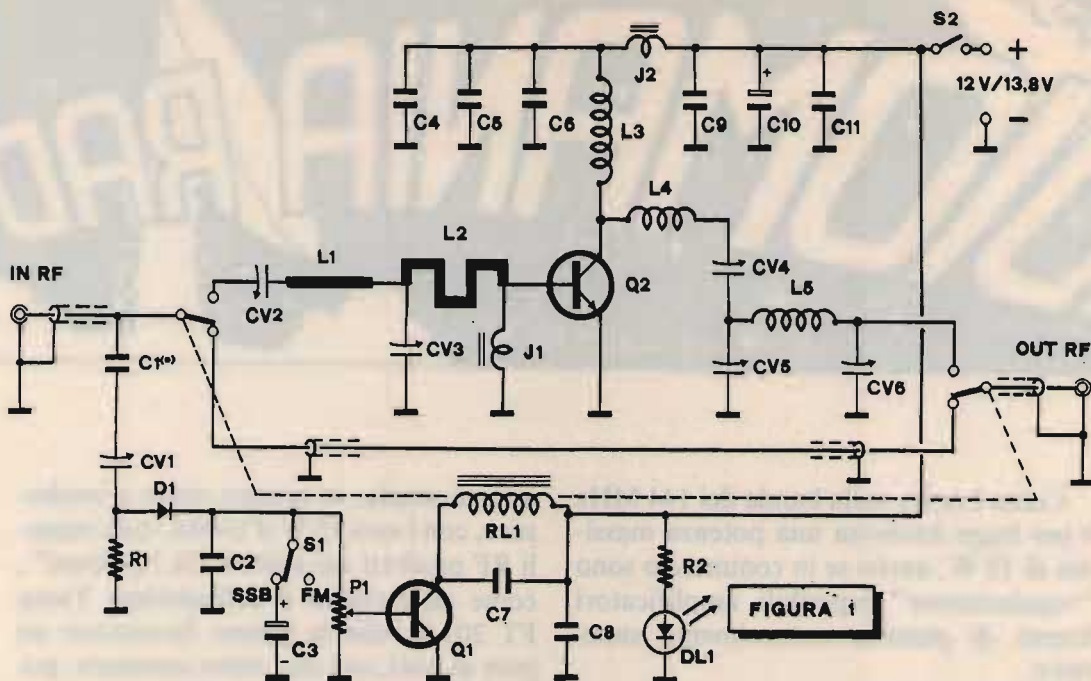 S2
+
12 V/13,8V
−
J2
C4
C5
C6
L3
C9
+
C10
C11
L4
L2
L1
IN RF
CV2
Q2
CV4
L5
CV3
J1
OUT RF
C1(°)
CV5
CV6
CV1
D1
RL1
R1
S1
C2
SSB
FM
P1
C7
R2
FIGURA 1
+
C3
−
Q1
C8
DL1